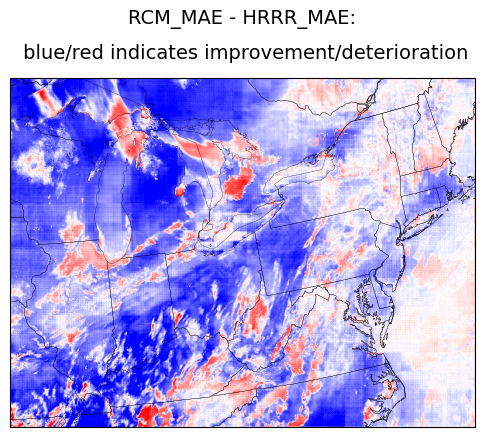 RCM_MAE - HRRR_MAE:
blue/red indicates improvement/deterioration